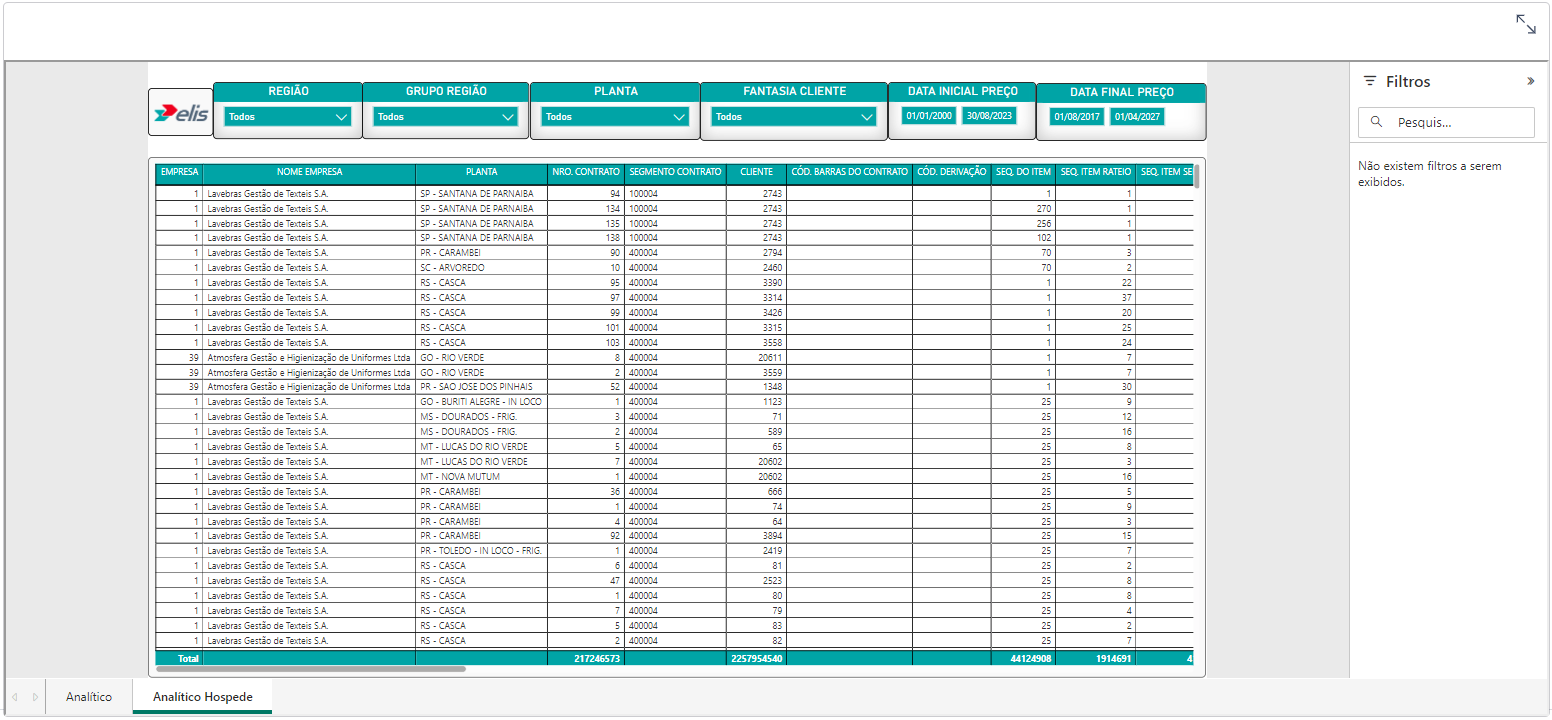 Filtros
Pesquis...
Não existem filtros a serem
exibidos.
elis
REGIÃO GRUPO REGIÃO PLANTA FANTASIA CLIENTE DATA INICIAL PREÇO DATA FINAL PREÇO
Todos Todos Todos Todos 01/01/2000 30/08/2023 01/08/2017 01/04/2027
EMPRESA NOME EMPRESA PLANTA NRO. CONTRATO SEGMENTO CONTRATO CLIENTE CÓD. BARRAS DO CONTRATO CÓD. DERIVAÇÃO SEQ. DO ITEM SEQ. ITEM RATEIO SEQ. ITEM SE
1 Lavebras Gestão de Texteis S.A. SP - SANTANA DE PARNAIBA 94 100004 2743 1 1
1 Lavebras Gestão de Texteis S.A. SP - SANTANA DE PARNAIBA 134 100004 2743 270 1
1 Lavebras Gestão de Texteis S.A. SP - SANTANA DE PARNAIBA 135 100004 2743 256 1
1 Lavebras Gestão de Texteis S.A. SP - SANTANA DE PARNAIBA 138 100004 2743 102 1
1 Lavebras Gestão de Texteis S.A. PR - CARAMBEI 90 400004 2794 70 3
1 Lavebras Gestão de Texteis S.A. SC - ARVOREDO 10 400004 2460 70 2
1 Lavebras Gestão de Texteis S.A. RS - CASCA 95 400004 3390 1 22
1 Lavebras Gestão de Texteis S.A. RS - CASCA 97 400004 3314 1 37
1 Lavebras Gestão de Texteis S.A. RS - CASCA 99 400004 3426 1 20
1 Lavebras Gestão de Texteis S.A. RS - CASCA 101 400004 3315 1 25
1 Lavebras Gestão de Texteis S.A. RS - CASCA 103 400004 3558 1 24
39 Atmosfera Gestão e Higienização de Uniformes Ltda GO - RIO VERDE 8 400004 20611 1 7
39 Atmosfera Gestão e Higienização de Uniformes Ltda GO - RIO VERDE 2 400004 3559 1 7
39 Atmosfera Gestão e Higienização de Uniformes Ltda PR - SAO JOSE DOS PINHAIS 52 400004 1348 1 30
1 Lavebras Gestão de Texteis S.A. GO - BURITI ALEGRE - IN LOCO 1 400004 1123 25 9
1 Lavebras Gestão de Texteis S.A. MS - DOURADOS - FRIG. 3 400004 71 25 12
1 Lavebras Gestão de Texteis S.A. MS - DOURADOS - FRIG. 2 400004 589 25 16
1 Lavebras Gestão de Texteis S.A. MT - LUCAS DO RIO VERDE 5 400004 65 25 8
1 Lavebras Gestão de Texteis S.A. MT - LUCAS DO RIO VERDE 7 400004 20602 25 3
1 Lavebras Gestão de Texteis S.A. MT - NOVA MUTUM 1 400004 20602 25 16
1 Lavebras Gestão de Texteis S.A. PR - CARAMBEI 36 400004 666 25 5
1 Lavebras Gestão de Texteis S.A. PR - CARAMBEI 1 400004 74 25 9
1 Lavebras Gestão de Texteis S.A. PR - CARAMBEI 4 400004 64 25 3
1 Lavebras Gestão de Texteis S.A. PR - CARAMBEI 92 400004 3894 25 15
1 Lavebras Gestão de Texteis S.A. PR - TOLEDO - IN LOCO - FRIG. 1 400004 2419 25 7
1 Lavebras Gestão de Texteis S.A. RS - CASCA 6 400004 81 25 2
1 Lavebras Gestão de Texteis S.A. RS - CASCA 47 400004 2523 25 8
1 Lavebras Gestão de Texteis S.A. RS - CASCA 1 400004 80 25 8
1 Lavebras Gestão de Texteis S.A. RS - CASCA 7 400004 79 25 4
1 Lavebras Gestão de Texteis S.A. RS - CASCA 5 400004 83 25 2
1 Lavebras Gestão de Texteis S.A. RS - CASCA 2 400004 82 25 7
Total 217246573 2257954540 44124908 1914691 4
Analítico Analítico Hospede